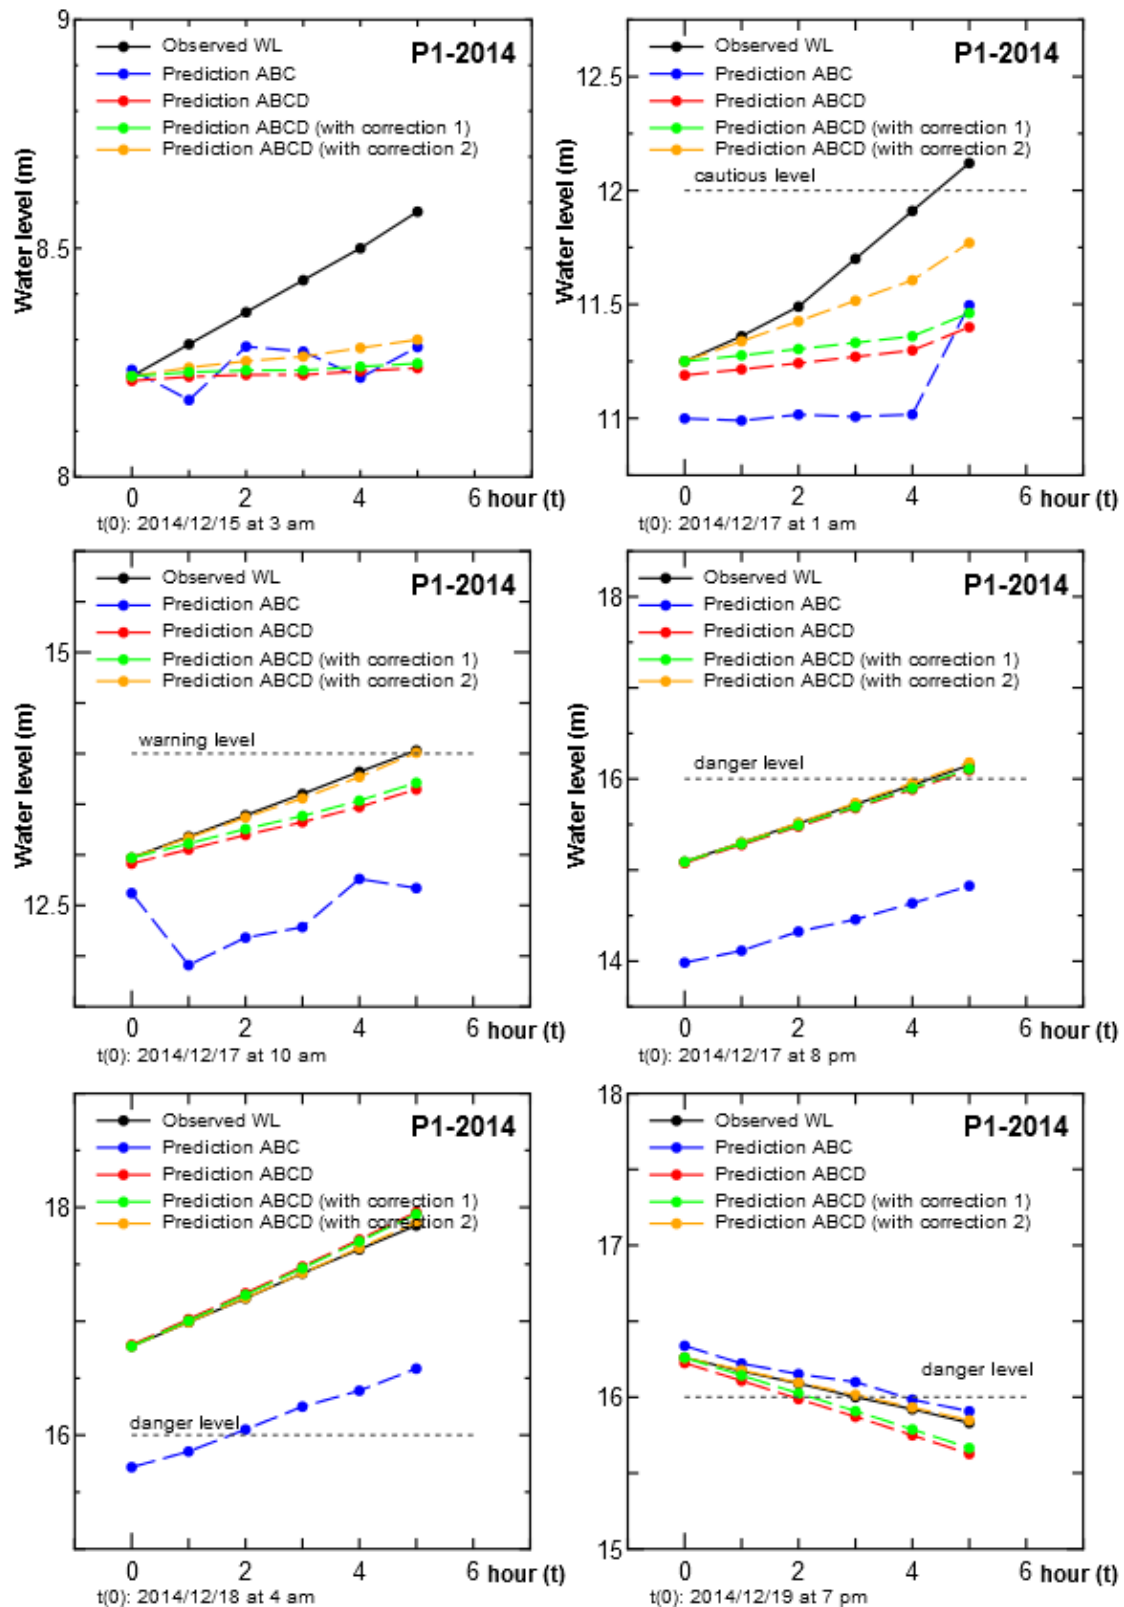 9
8.5
8
Water level (m)
Observed WL
P1-2014
Prediction ABC
Prediction ABCD
Prediction ABCD (with correction 1)
Prediction ABCD (with correction 2)
0 2 4 6 hour (t)
t(0): 2014/12/15 at 3 am
12.5
12
11.5
11
Water level (m)
Observed WL
P1-2014
Prediction ABC
Prediction ABCD
Prediction ABCD (with correction 1)
Prediction ABCD (with correction 2)
cautious level
0 2 4 6 hour (t)
t(0): 2014/12/17 at 1 am
15
12.5
Water level (m)
Observed WL
P1-2014
Prediction ABC
Prediction ABCD
Prediction ABCD (with correction 1)
Prediction ABCD (with correction 2)
warning level
0 2 4 6 hour (t)
t(0): 2014/12/17 at 10 am
18
16
14
Water level (m)
Observed WL
P1-2014
Prediction ABC
Prediction ABCD
Prediction ABCD (with correction 1)
Prediction ABCD (with correction 2)
danger level
0 2 4 6 hour (t)
t(0): 2014/12/17 at 8 pm
18
16
Observed WL
P1-2014
Prediction ABC
Prediction ABCD
Prediction ABCD (with correction 1)
Prediction ABCD (with correction 2)
danger level
0 2 4 6 hour (t)
t(0): 2014/12/18 at 4 am
18
17
16
15
Observed WL
P1-2014
Prediction ABC
Prediction ABCD
Prediction ABCD (with correction 1)
Prediction ABCD (with correction 2)
danger level
0 2 4 6 hour (t)
t(0): 2014/12/19 at 7 pm